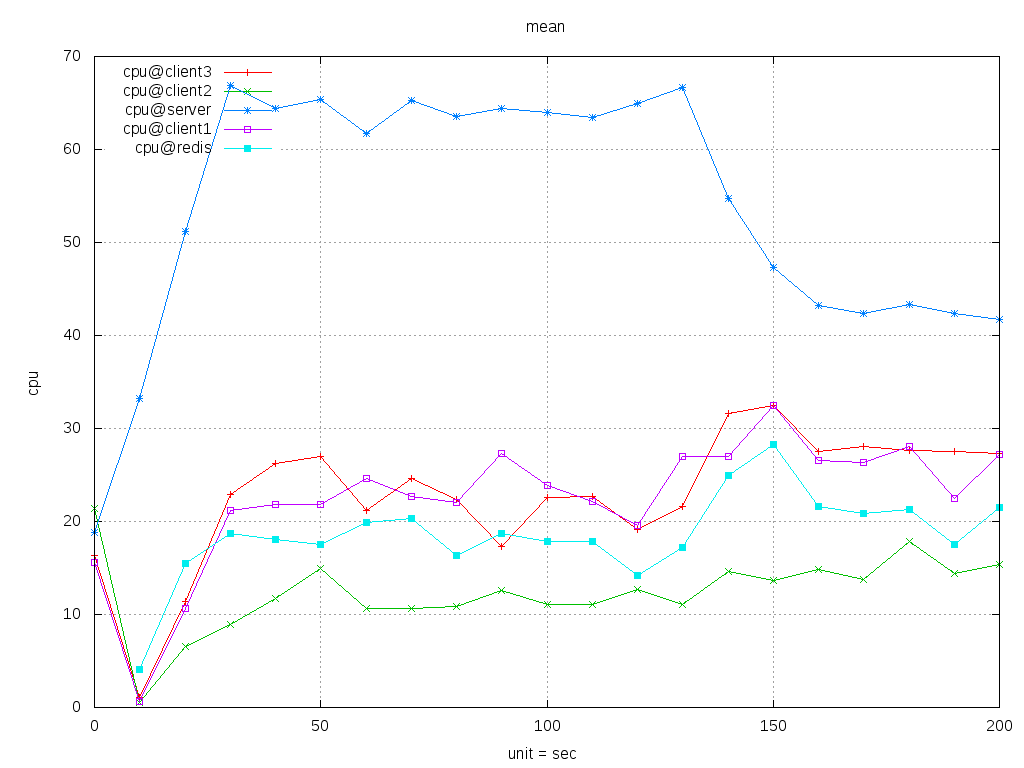 mean
70
60
50
40
30
20
10
0
cpu
cpu@client3
cpu@client2
cpu@server
cpu@client1
cpu@redis
0 50 100 150 200
unit = sec